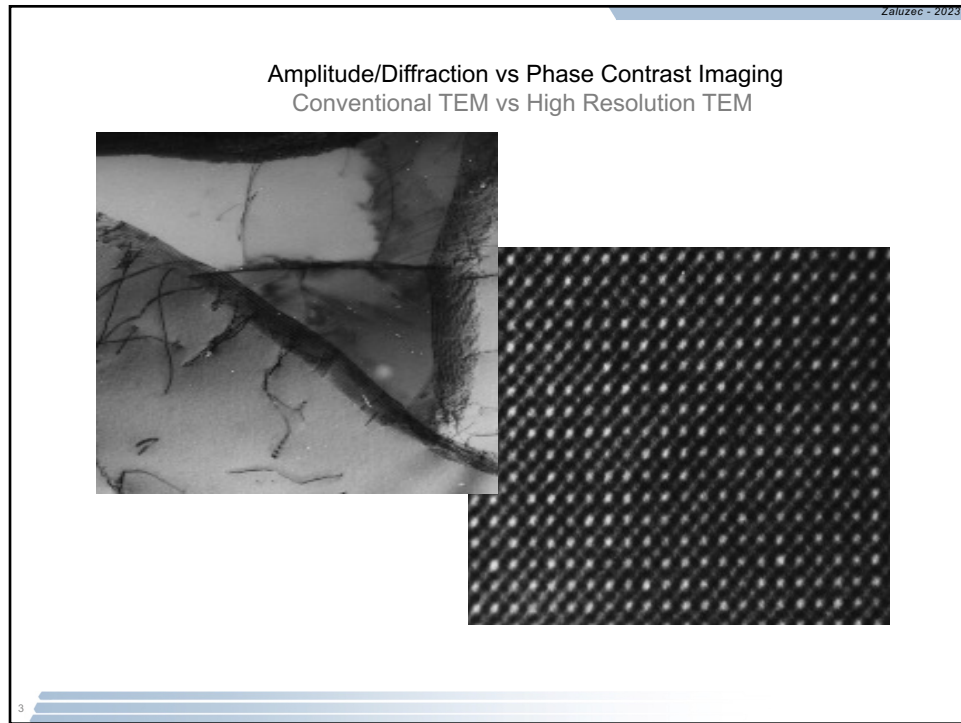 Zaluzec - 2023
Amplitude/Diffraction vs Phase Contrast Imaging
Conventional TEM vs High Resolution TEM
3